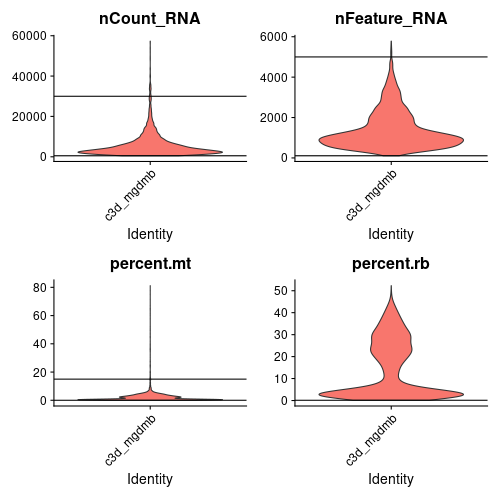 nCount_RNA
60000
40000
20000
0
c3d_mgdmb
Identity
nFeature_RNA
6000
4000
2000
0
c3d_mgdmb
Identity
percent.mt
80
60
40
20
0
c3d_mgdmb
Identity
percent.rb
50
40
30
20
10
0
c3d_mgdmb
Identity